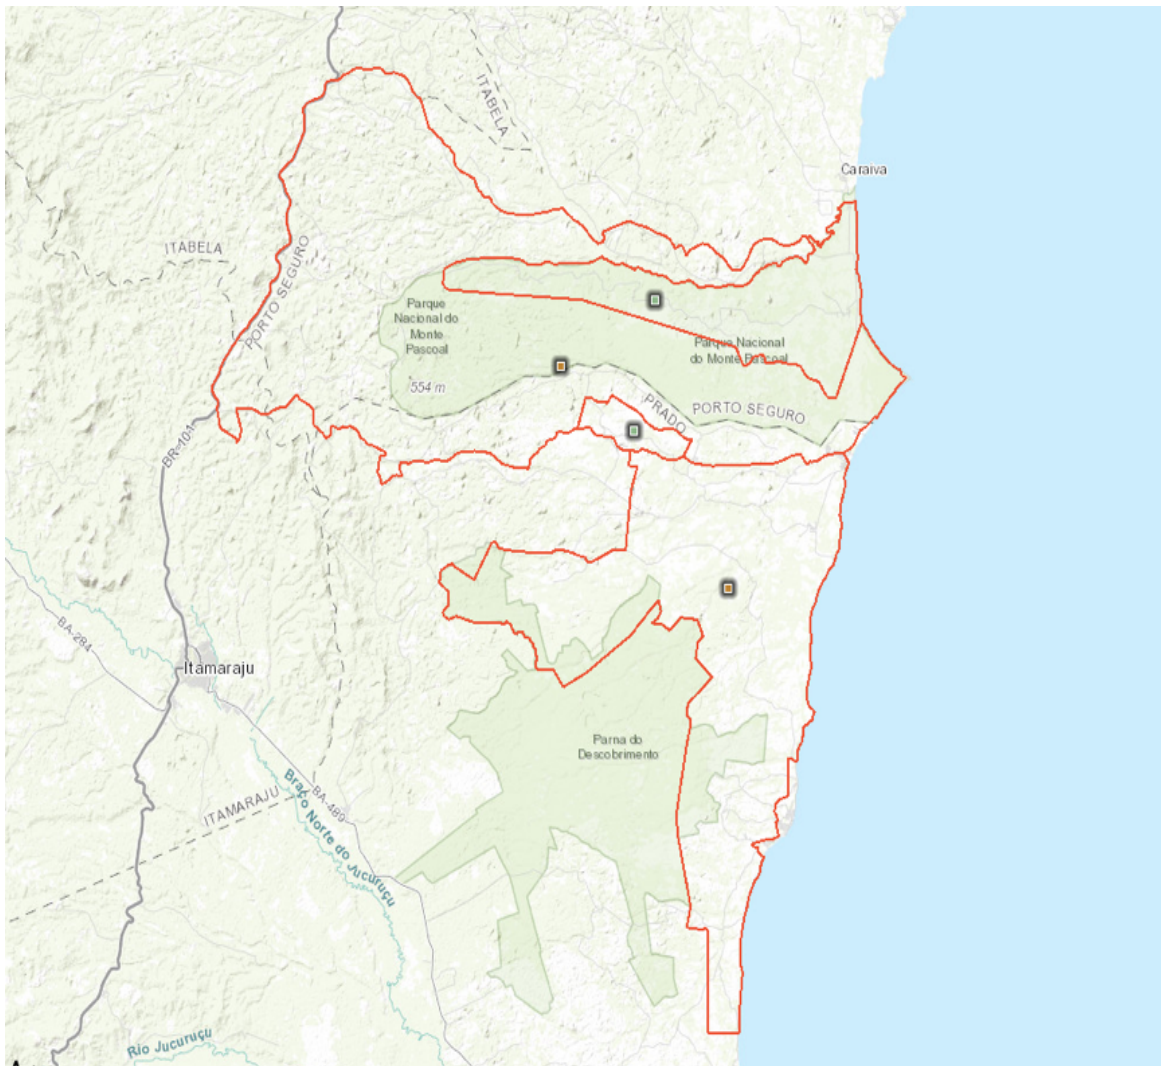 ITABELA
Caraiva
ITABELA
PORTO SEGURO
Parque
Nacional do
Monte
Pascoal
Parque Nacional
do Monte Pascoal
554 m
PRADO
PORTO SEGURO
BR-101
BA-284
Itamaraju
Parna do
Descobrimento
ITAMARAJU
BA-489
Braço Norte do Jucuruçu
Rio Jucuruçu